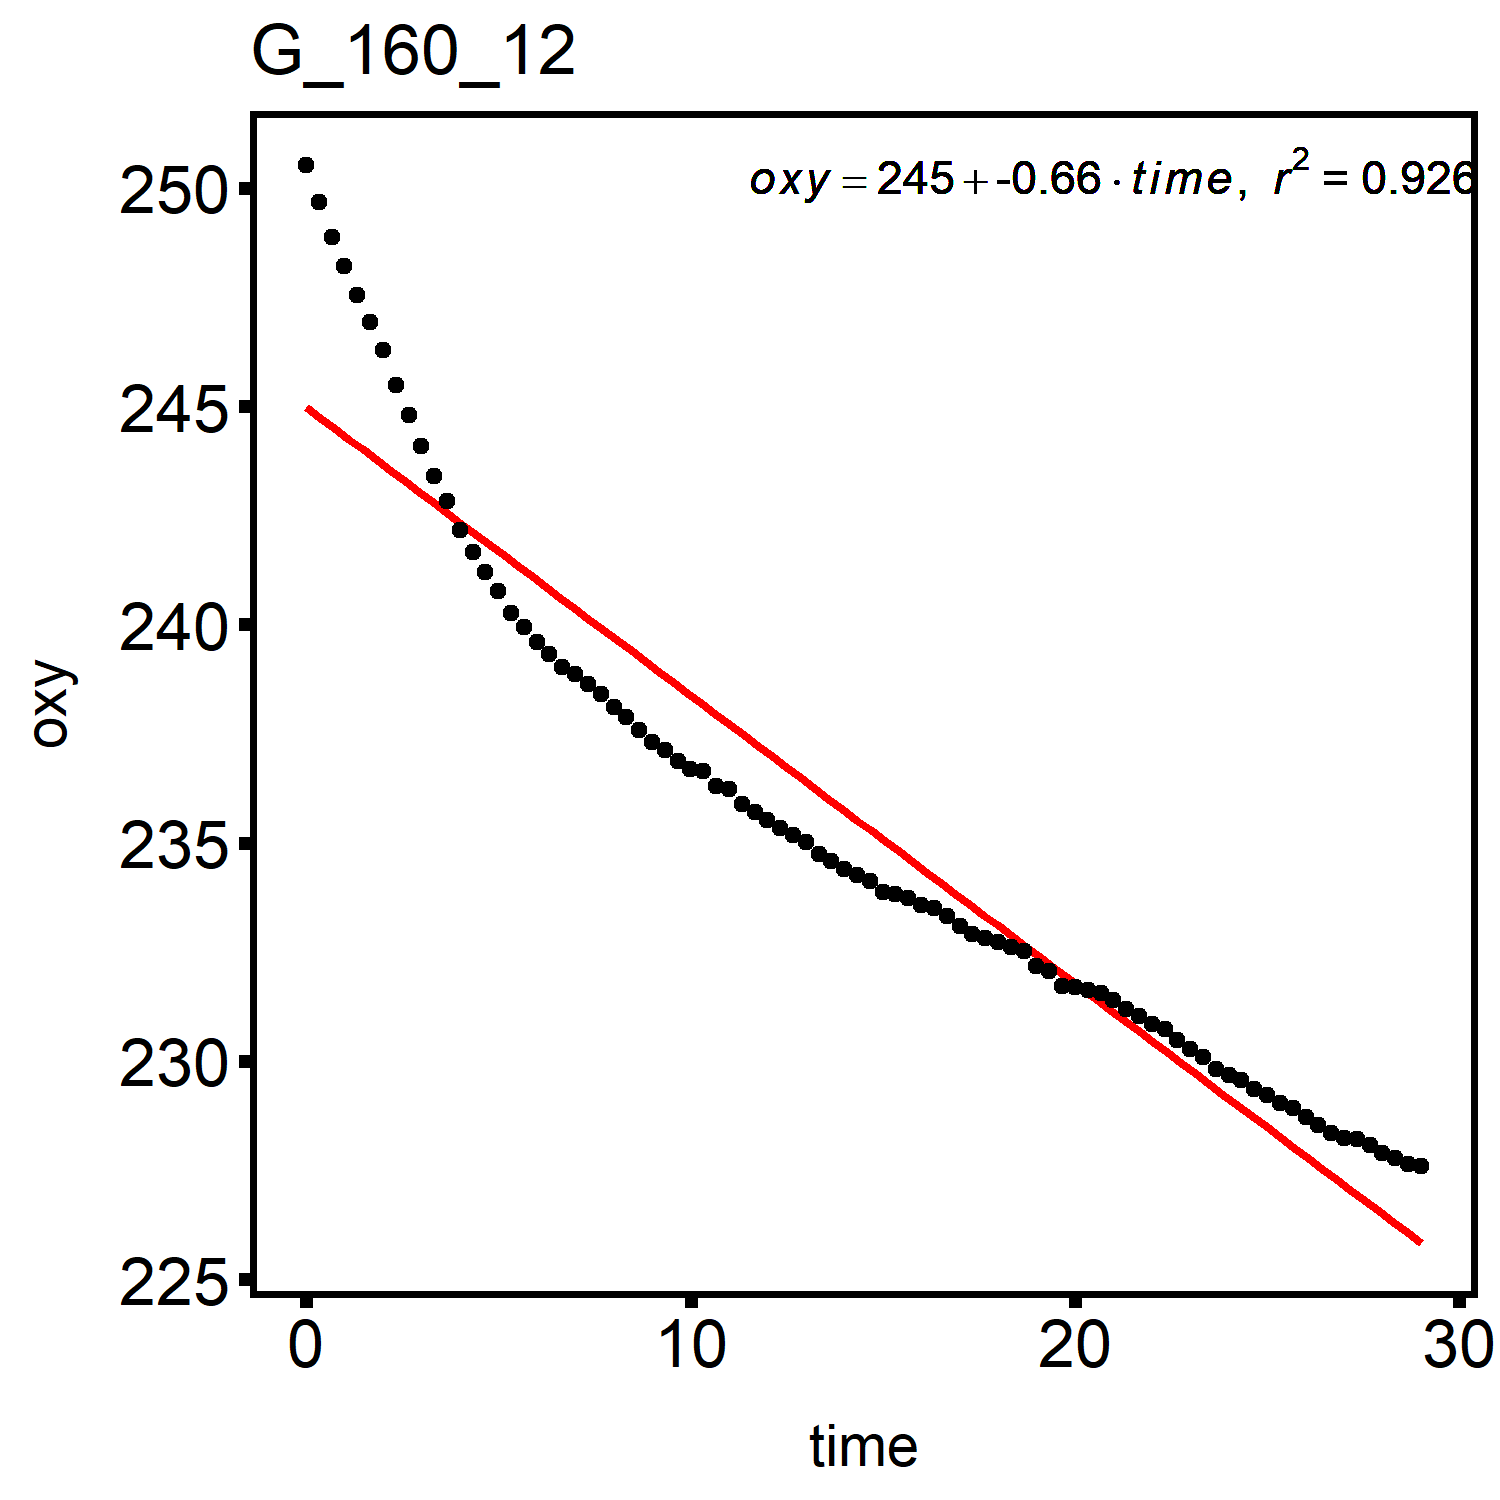 G_160_12
oxy = 245 + -0.66 · time, r² = 0.926
250
245
240
235
230
225
oxy
0 10 20 30
time